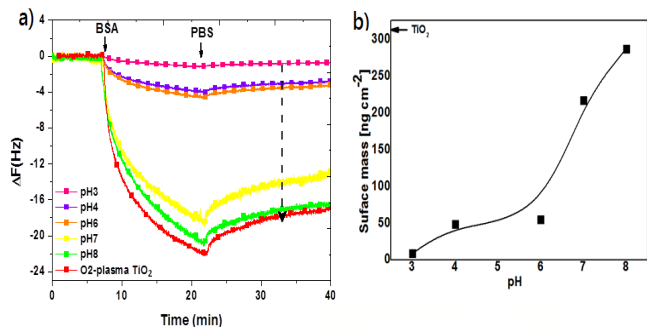 a)
BSA
PBS
0
-4
-8
-12
-16
-20
-24
ΔF(Hz)
pH3
pH4
pH6
pH7
pH8
O2-plasma TiO2
0
10
20
30
40
Time (min)
b)
TiO2
300
250
200
150
100
50
0
Suface mass [ng cm-2]
3
4
5
6
7
8
pH